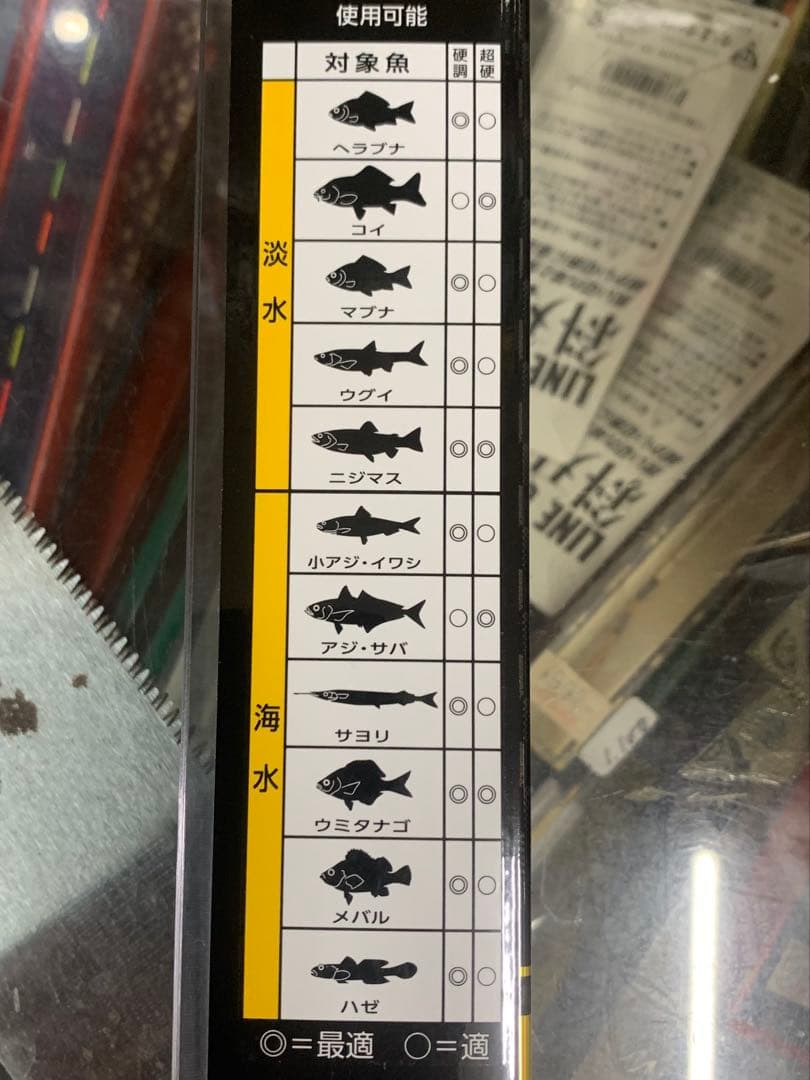 使用可能
対象魚 硬調 超硬
淡水
ヘラブナ ◎ ○
コイ ○ ◎
マブナ ◎ ○
ウグイ ◎ ○
ニジマス ◎ ◎
海水
小アジ・イワシ ◎ ○
アジ・サバ ○ ◎
サヨリ ◎ ○
ウミタナゴ ◎ ◎
メバル ◎ ○
ハゼ ◎ ○
◎=最適 ○=適
LINE
LINE